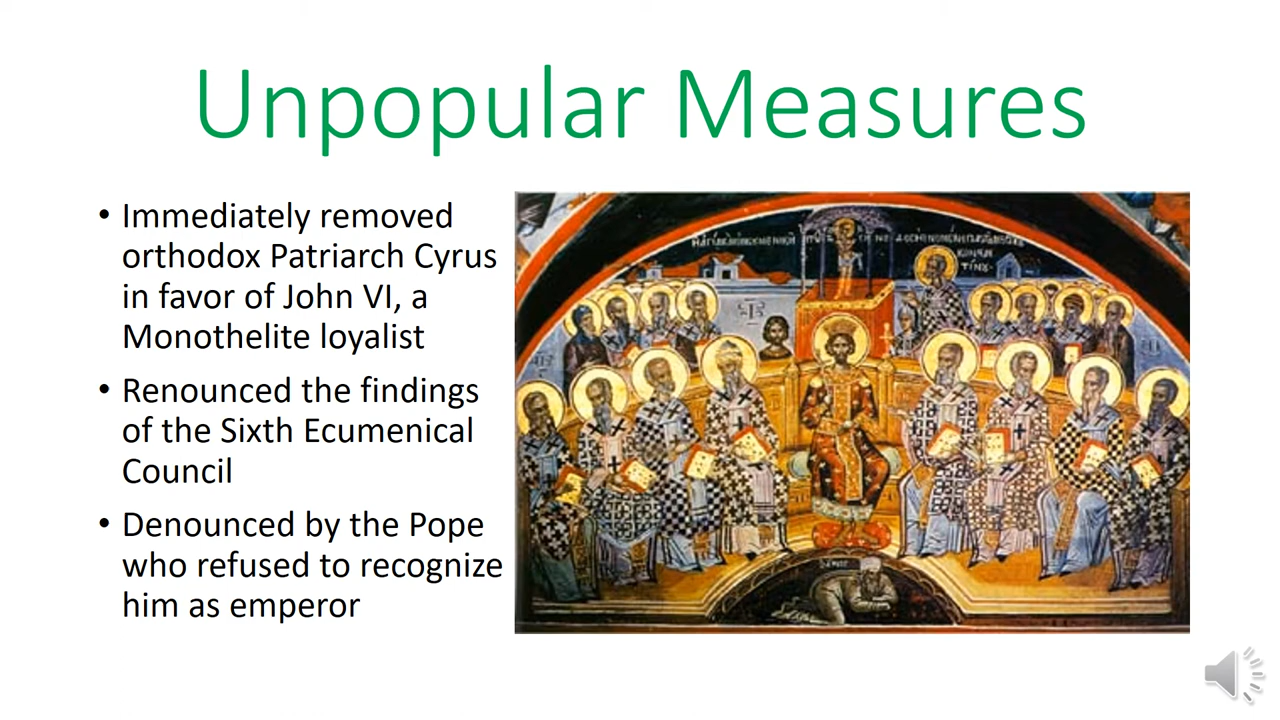 Unpopular Measures
• Immediately removed
orthodox Patriarch Cyrus
in favor of John VI, a
Monothelite loyalist
• Renounced the findings
of the Sixth Ecumenical
Council
• Denounced by the Pope
who refused to recognize
him as emperor